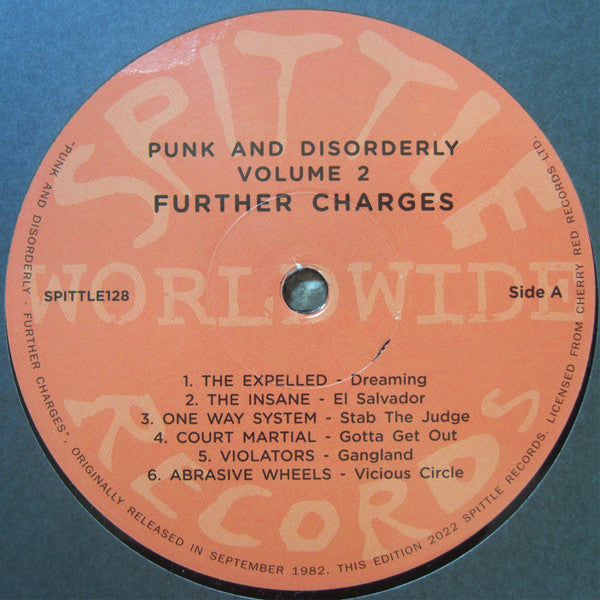 SPITTLE
WORLDWIDE
RECORDS
PUNK AND DISORDERLY
VOLUME 2
FURTHER CHARGES
SPITTLE128
Side A
1. THE EXPELLED - Dreaming
2. THE INSANE - El Salvador
3. ONE WAY SYSTEM - Stab The Judge
4. COURT MARTIAL - Gotta Get Out
5. VIOLATORS - Gangland
6. ABRASIVE WHEELS - Vicious Circle
"PUNK AND DISORDERLY - FURTHER CHARGES". ORIGINALLY RELEASED IN SEPTEMBER 1982. THIS EDITION 2022 SPITTLE RECORDS. LICENSED FROM CHERRY RED RECORDS LTD.